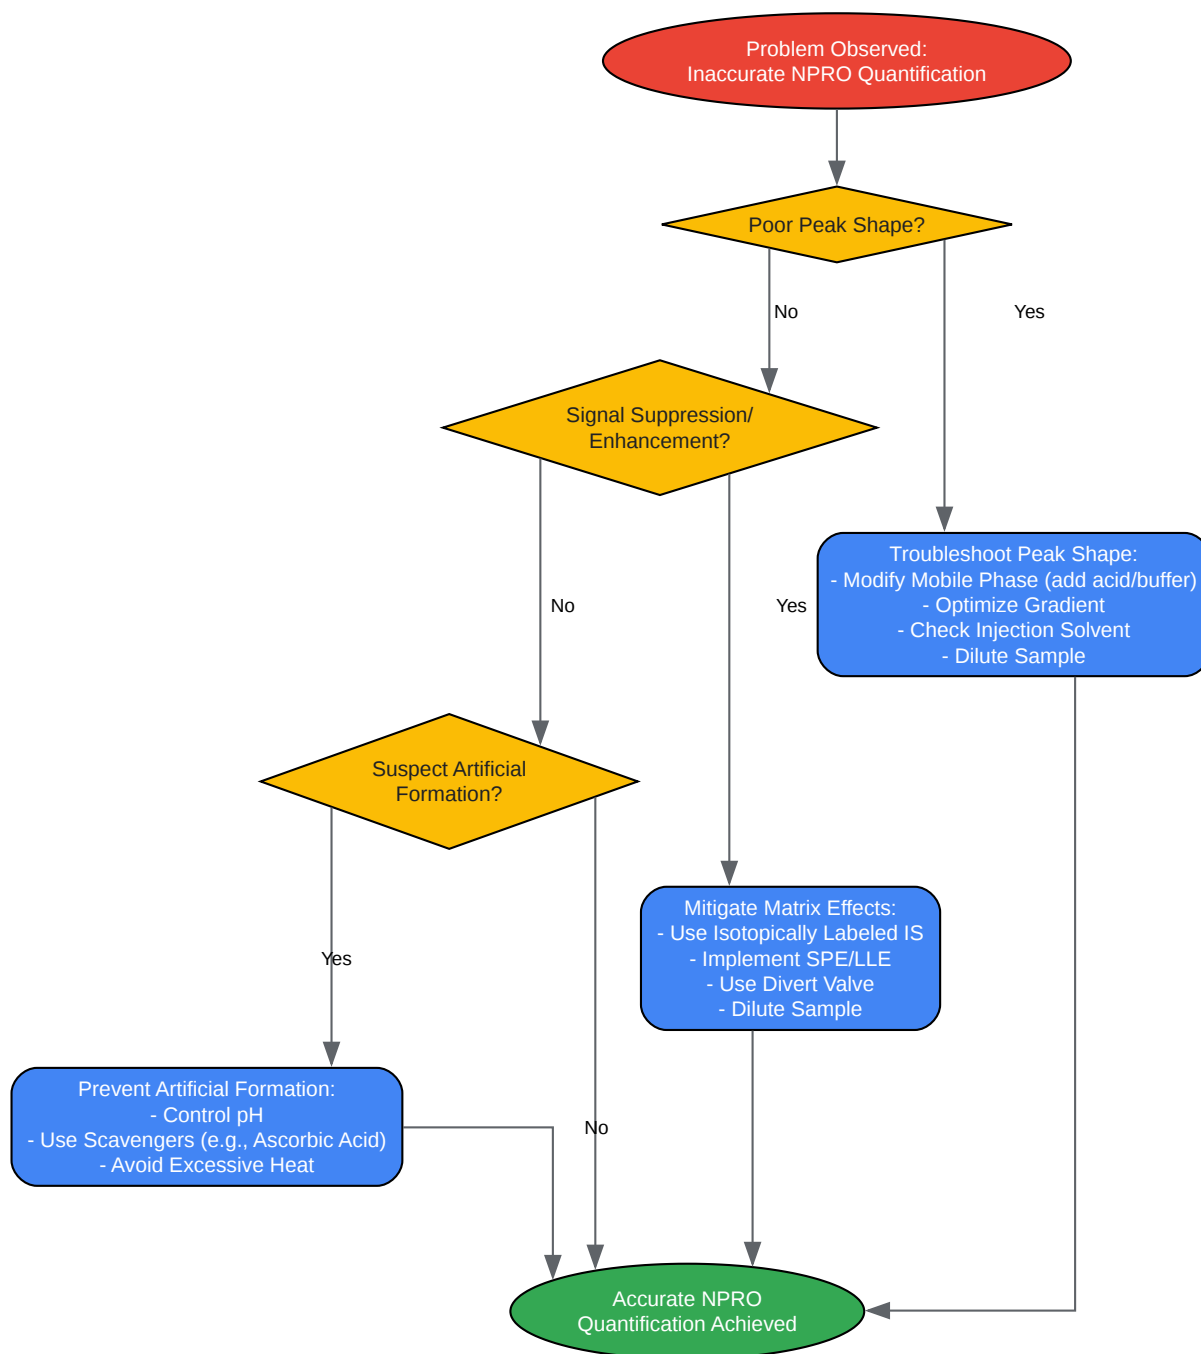 Problem Observed:
Inaccurate NPRO Quantification
Poor Peak Shape?
No
Yes
Signal Suppression/
Enhancement?
Troubleshoot Peak Shape:
- Modify Mobile Phase (add acid/buffer)
- Optimize Gradient
- Check Injection Solvent
- Dilute Sample
No
Yes
Suspect Artificial
Formation?
Mitigate Matrix Effects:
- Use Isotopically Labeled IS
- Implement SPE/LLE
- Use Divert Valve
- Dilute Sample
Yes
Prevent Artificial Formation:
- Control pH
- Use Scavengers (e.g., Ascorbic Acid)
- Avoid Excessive Heat
No
Accurate NPRO
Quantification Achieved